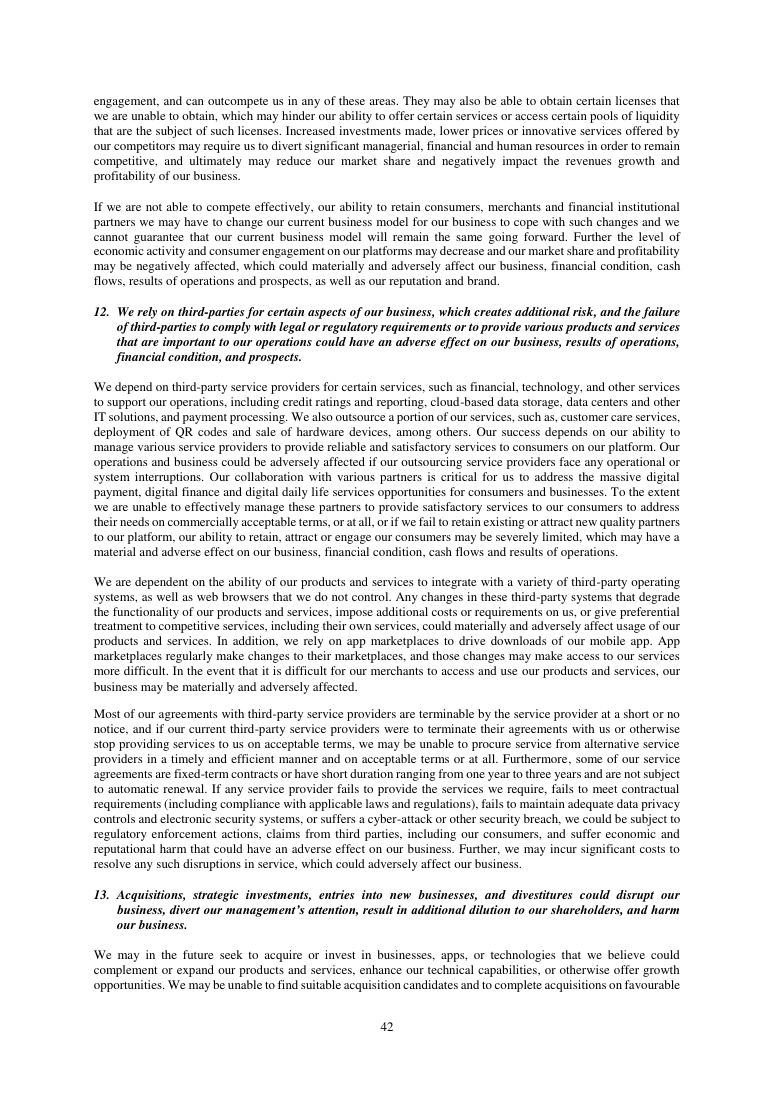 engagement, and can outcompete us in any of these areas. They may also be able to obtain certain licenses that
we are unable to obtain, which may hinder our ability to offer certain services or access certain pools of liquidity
that are the subject of such licenses. Increased investments made, lower prices or innovative services offered by
our competitors may require us to divert significant managerial, financial and human resources in order to remain
competitive, and ultimately may reduce our market share and negatively impact the revenues growth and
profitability of our business.
If we are not able to compete effectively, our ability to retain consumers, merchants and financial institutional
partners we may have to change our current business model for our business to cope with such changes and we
cannot guarantee that our current business model will remain the same going forward. Further the level of
economic activity and consumer engagement on our platforms may decrease and our market share and profitability
may be negatively affected, which could materially and adversely affect our business, financial condition, cash
flows, results of operations and prospects, as well as our reputation and brand.
12. We rely on third-parties for certain aspects of our business, which creates additional risk, and the failure
of third-parties to comply with legal or regulatory requirements or to provide various products and services
that are important to our operations could have an adverse effect on our business, results of operations,
financial condition, and prospects.
We depend on third-party service providers for certain services, such as financial, technology, and other services
to support our operations, including credit ratings and reporting, cloud-based data storage, data centers and other
IT solutions, and payment processing. We also outsource a portion of our services, such as, customer care services,
deployment of QR codes and sale of hardware devices, among others. Our success depends on our ability to
manage various service providers to provide reliable and satisfactory services to consumers on our platform. Our
operations and business could be adversely affected if our outsourcing service providers face any operational or
system interruptions. Our collaboration with various partners is critical for us to address the massive digital
payment, digital finance and digital daily life services opportunities for consumers and businesses. To the extent
we are unable to effectively manage these partners to provide satisfactory services to our consumers to address
their needs on commercially acceptable terms, or at all, or if we fail to retain existing or attract new quality partners
to our platform, our ability to retain, attract or engage our consumers may be severely limited, which may have a
material and adverse effect on our business, financial condition, cash flows and results of operations.
We are dependent on the ability of our products and services to integrate with a variety of third-party operating
systems, as well as web browsers that we do not control. Any changes in these third-party systems that degrade
the functionality of our products and services, impose additional costs or requirements on us, or give preferential
treatment to competitive services, including their own services, could materially and adversely affect usage of our
products and services. In addition, we rely on app marketplaces to drive downloads of our mobile app. App
marketplaces regularly make changes to their marketplaces, and those changes may make access to our services
more difficult. In the event that it is difficult for our merchants to access and use our products and services, our
business may be materially and adversely affected.
Most of our agreements with third-party service providers are terminable by the service provider at a short or no
notice, and if our current third-party service providers were to terminate their agreements with us or otherwise
stop providing services to us on acceptable terms, we may be unable to procure service from alternative service
providers in a timely and efficient manner and on acceptable terms or at all. Furthermore, some of our service
agreements are fixed-term contracts or have short duration ranging from one year to three years and are not subject
to automatic renewal. If any service provider fails to provide the services we require, fails to meet contractual
requirements (including compliance with applicable laws and regulations), fails to maintain adequate data privacy
controls and electronic security systems, or suffers a cyber-attack or other security breach, we could be subject to
regulatory enforcement actions, claims from third parties, including our consumers, and suffer economic and
reputational harm that could have an adverse effect on our business. Further, we may incur significant costs to
resolve any such disruptions in service, which could adversely affect our business.
13. Acquisitions, strategic investments, entries into new businesses, and divestitures could disrupt our
business, divert our management's attention, result in additional dilution to our shareholders, and harm
our business.
We may in the future seek to acquire or invest in businesses, apps, or technologies that we believe could
complement or expand our products and services, enhance our technical capabilities, or otherwise offer growth
opportunities. We may be unable to find suitable acquisition candidates and to complete acquisitions on favourable
42